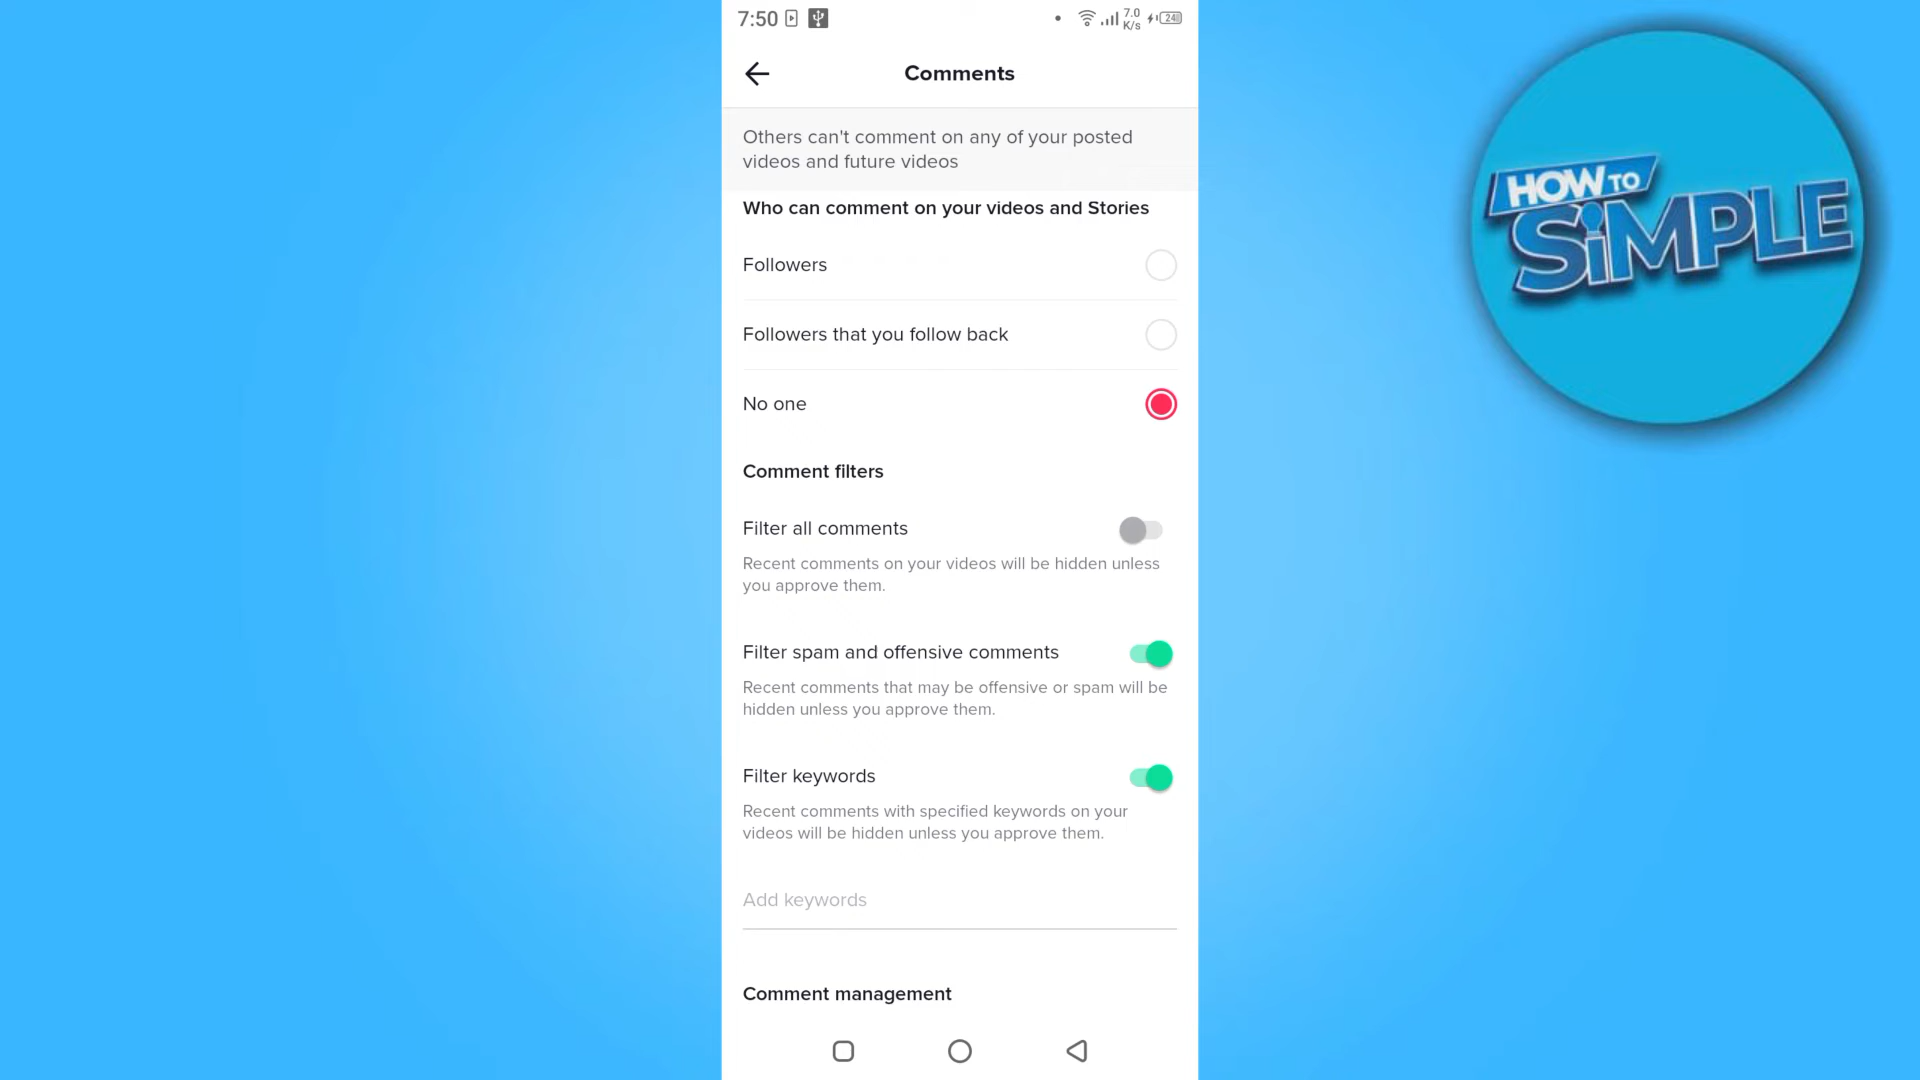 7:50
7.0
K/s
24
Comments
Others can't comment on any of your posted
videos and future videos
Who can comment on your videos and Stories
Followers
Followers that you follow back
No one
Comment filters
Filter all comments
Recent comments on your videos will be hidden unless
you approve them.
Filter spam and offensive comments
Recent comments that may be offensive or spam will be
hidden unless you approve them.
Filter keywords
Recent comments with specified keywords on your
videos will be hidden unless you approve them.
Add keywords
Comment management
HOW TO
SiMPLE